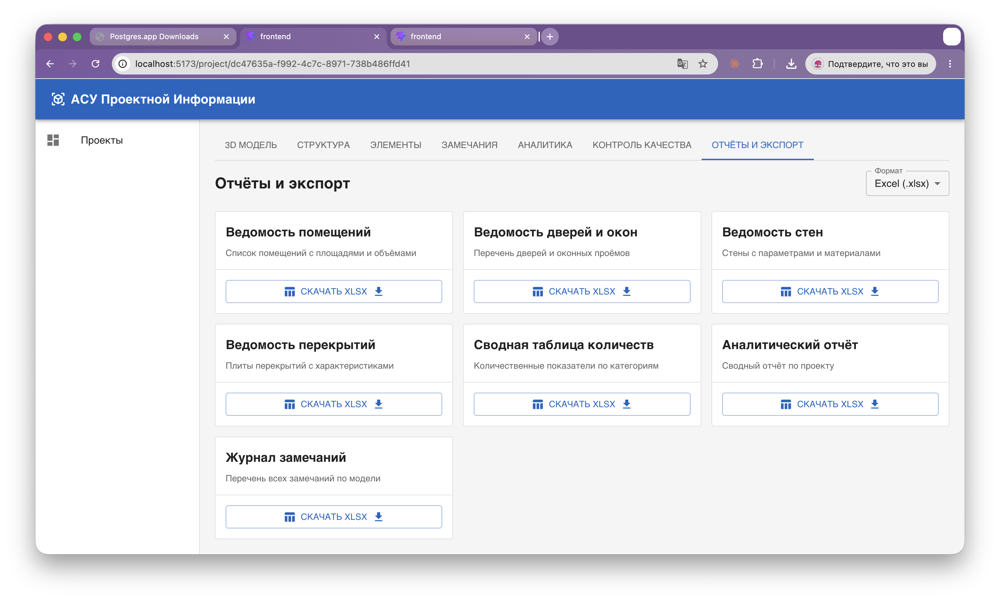 Postgres.app Downloads
frontend
frontend
localhost:5173/project/dc47635a-f992-4c7c-8971-738b486ffd41
Подтвердите, что это вы
АСУ Проектной Информации
Проекты
3D МОДЕЛЬ
СТРУКТУРА
ЭЛЕМЕНТЫ
ЗАМЕЧАНИЯ
АНАЛИТИКА
КОНТРОЛЬ КАЧЕСТВА
ОТЧЁТЫ И ЭКСПОРТ
Отчёты и экспорт
Формат
Excel (.xlsx)
Ведомость помещений
Список помещений с площадями и объёмами
СКАЧАТЬ XLSX
Ведомость дверей и окон
Перечень дверей и оконных проёмов
СКАЧАТЬ XLSX
Ведомость стен
Стены с параметрами и материалами
СКАЧАТЬ XLSX
Ведомость перекрытий
Плиты перекрытий с характеристиками
СКАЧАТЬ XLSX
Сводная таблица количеств
Количественные показатели по категориям
СКАЧАТЬ XLSX
Аналитический отчёт
Сводный отчёт по проекту
СКАЧАТЬ XLSX
Журнал замечаний
Перечень всех замечаний по модели
СКАЧАТЬ XLSX